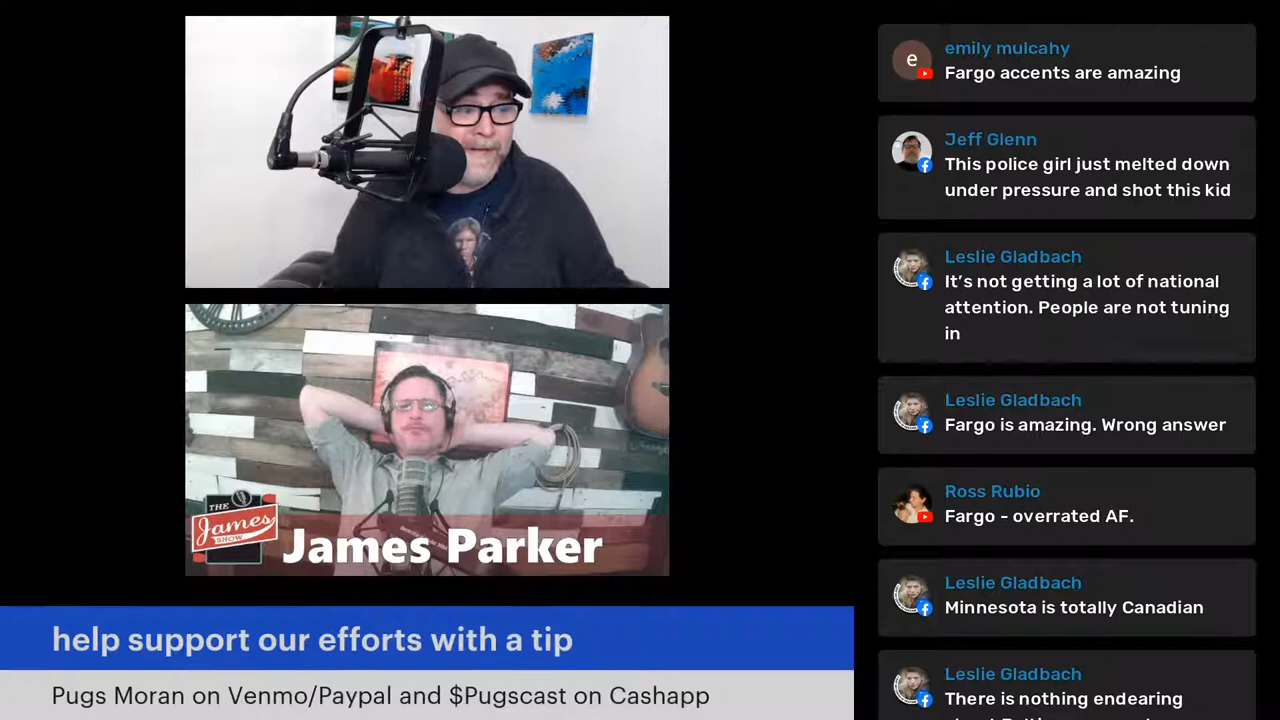 THE
James
SHOW
James Parker
help support our efforts with a tip
Pugs Moran on Venmo/Paypal and $Pugscast on Cashapp
e
emily mulcahy
Fargo accents are amazing
Jeff Glenn
This police girl just melted down
under pressure and shot this kid
Leslie Gladbach
It’s not getting a lot of national
attention. People are not tuning
in
Leslie Gladbach
Fargo is amazing. Wrong answer
Ross Rubio
Fargo - overrated AF.
Leslie Gladbach
Minnesota is totally Canadian
Leslie Gladbach
There is nothing endearing